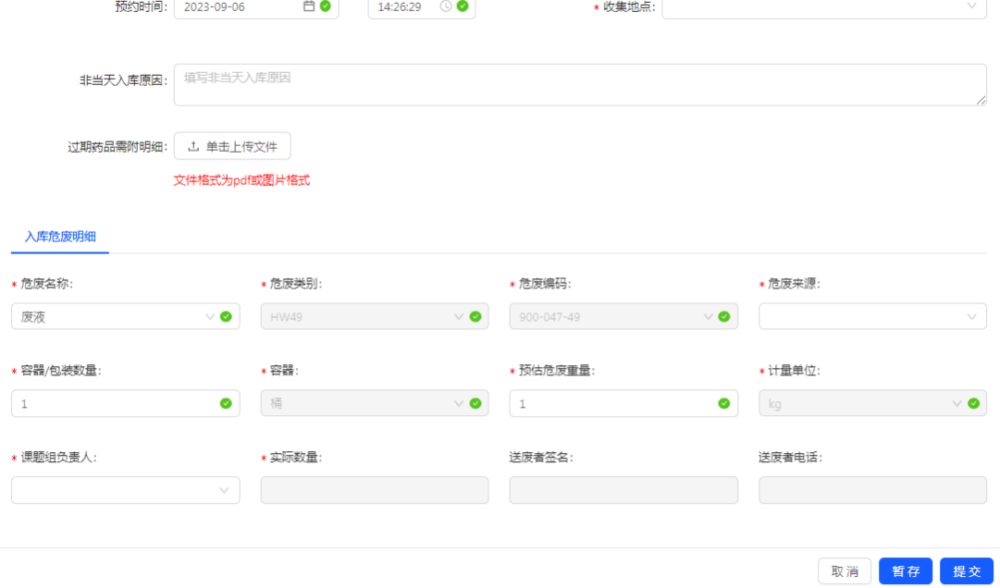 预约时间: 2023-09-06 14:26:29 * 收集地点:
非当天入库原因: 填写非当天入库原因
过期药品需附明细: 单击上传文件
文件格式为pdf或图片格式
入库危废明细
* 危废名称: * 危废类别: * 危废编码: * 危废来源:
废液 HW49 900-047-49
* 容器/包装数量: * 容器: * 预估危废重量: * 计量单位:
1 桶 1 kg
* 课题组负责人: * 实际数量: 送废者签名: 送废者电话:
取消 暂存 提交